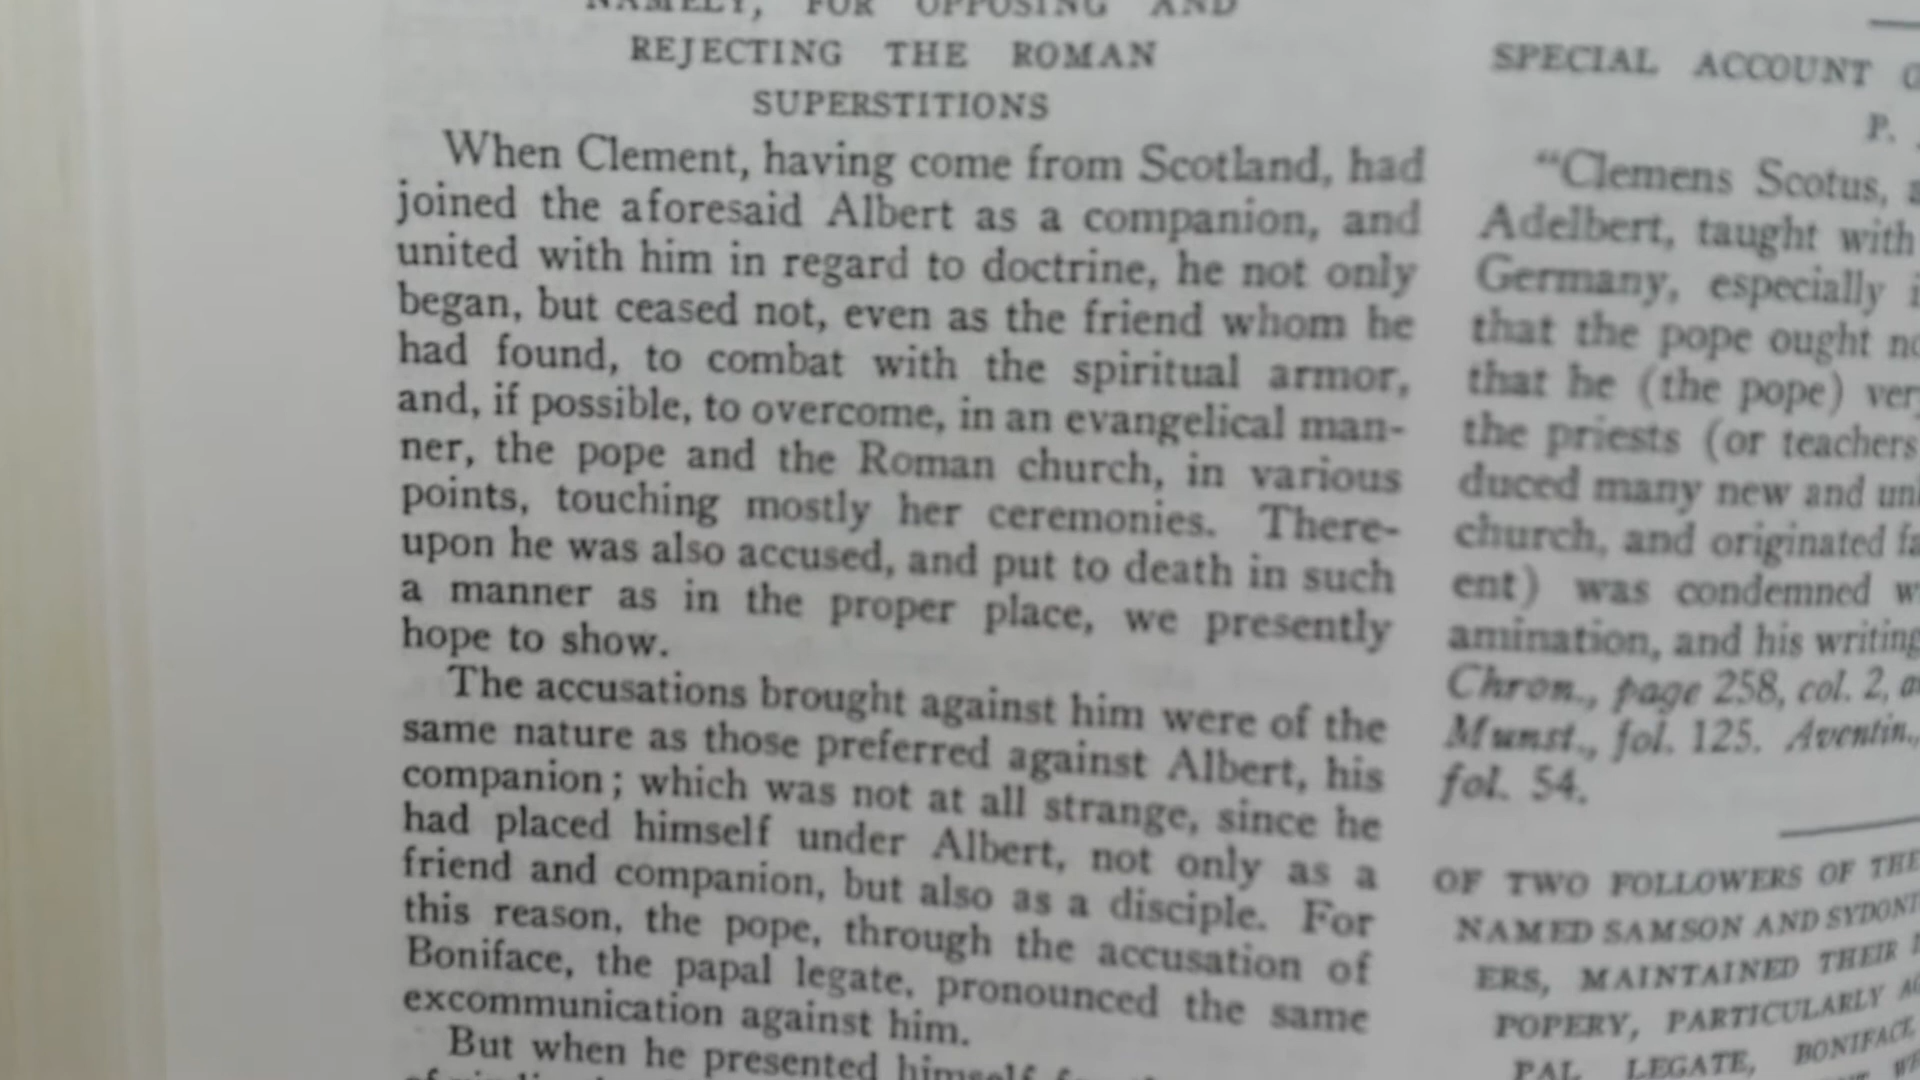 NAMELY, FOR OPPOSING AND
REJECTING THE ROMAN
SUPERSTITIONS
When Clement, having come from Scotland, had
joined the aforesaid Albert as a companion, and
united with him in regard to doctrine, he not only
began, but ceased not, even as the friend whom he
had found, to combat with the spiritual armor,
and, if possible, to overcome, in an evangelical man-
ner, the pope and the Roman church, in various
points, touching mostly her ceremonies. There-
upon he was also accused, and put to death in such
a manner as in the proper place, we presently
hope to show.
The accusations brought against him were of the
same nature as those preferred against Albert, his
companion; which was not at all strange, since he
had placed himself under Albert, not only as a
friend and companion, but also as a disciple. For
this reason, the pope, through the accusation of
Boniface, the papal legate, pronounced the same
excommunication against him.
But when he presented himself
SPECIAL ACCOUNT
P.
"Clemens Scotus,
Adelbert, taught with
Germany, especially
that the pope ought
that he (the pope)
the priests (or teachers
duced many new and
church, and originated
ent) was condemned
amination, and his writing
Chron., page 258, col. 2,
Munst., fol. 125. Aventin.,
fol. 54.
OF TWO FOLLOWERS OF THE
NAMED SAMSON AND
ERS, MAINTAINED THEIR
POPERY, PARTICULARLY
PAL LEGATE, BONIFACE